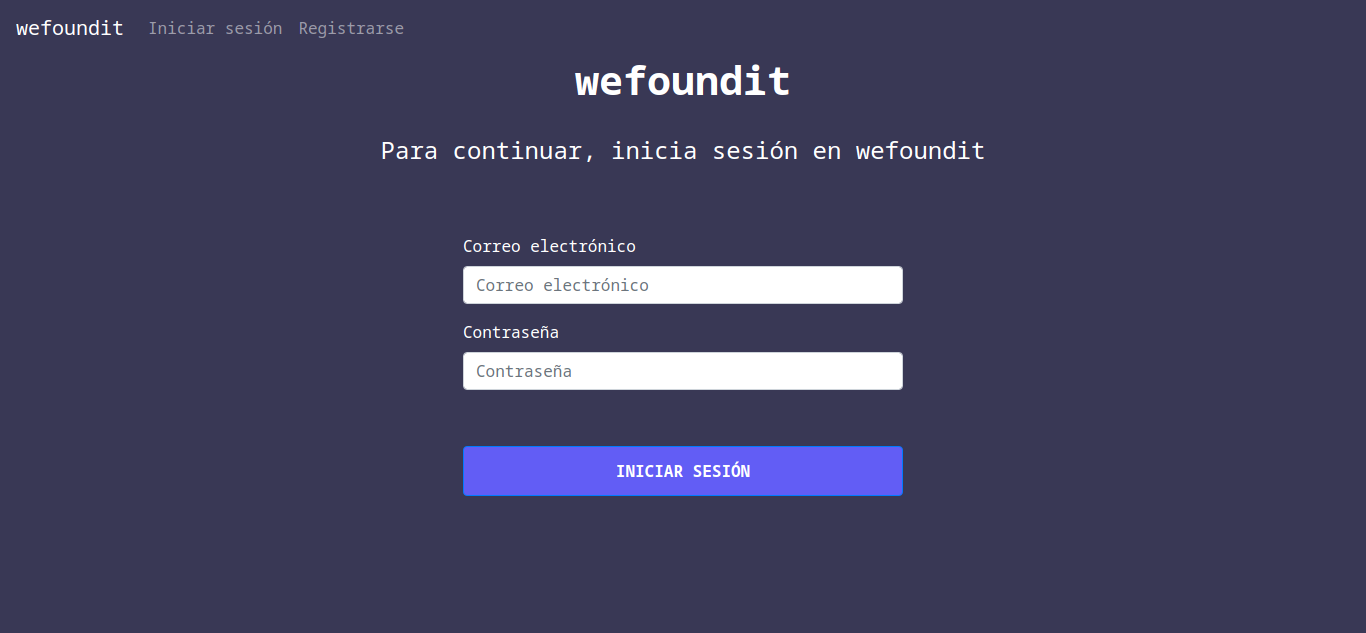 wefoundit Iniciar sesión Registrarse
wefoundit
Para continuar, inicia sesión en wefoundit
Correo electrónico
Correo electrónico
Contraseña
Contraseña
INICIAR SESIÓN